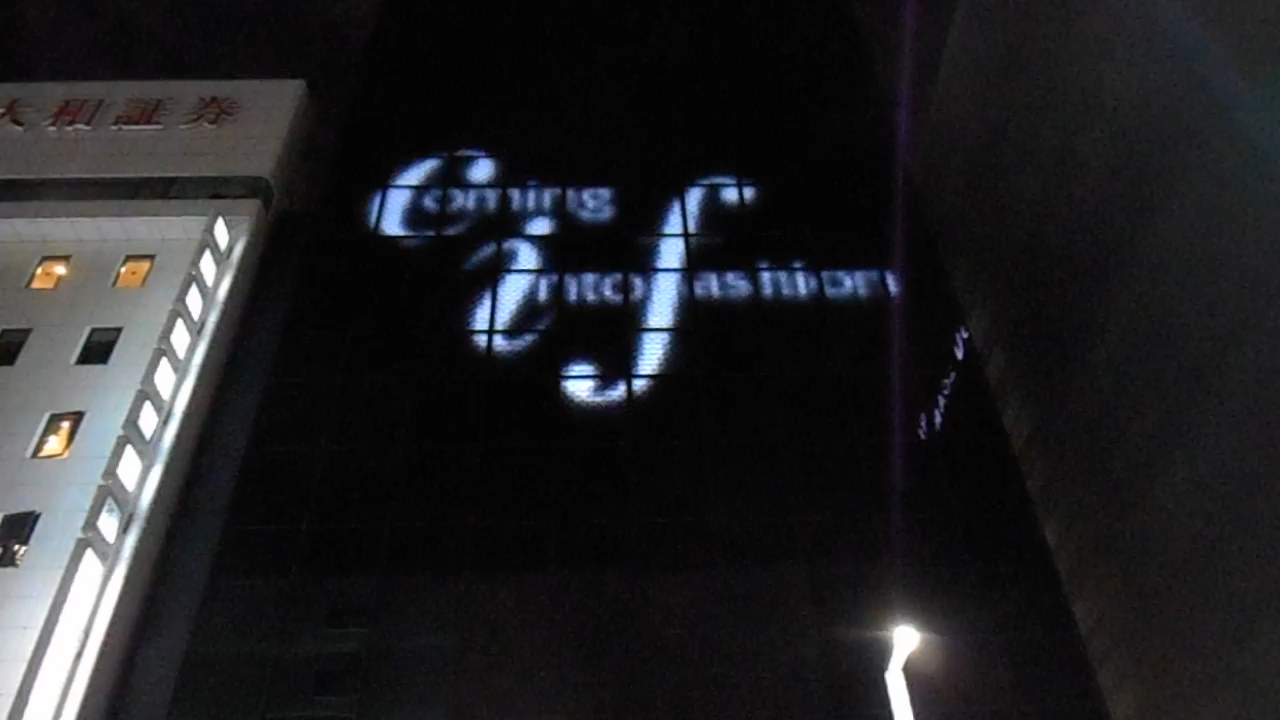 大和証券
Coming
into fashion